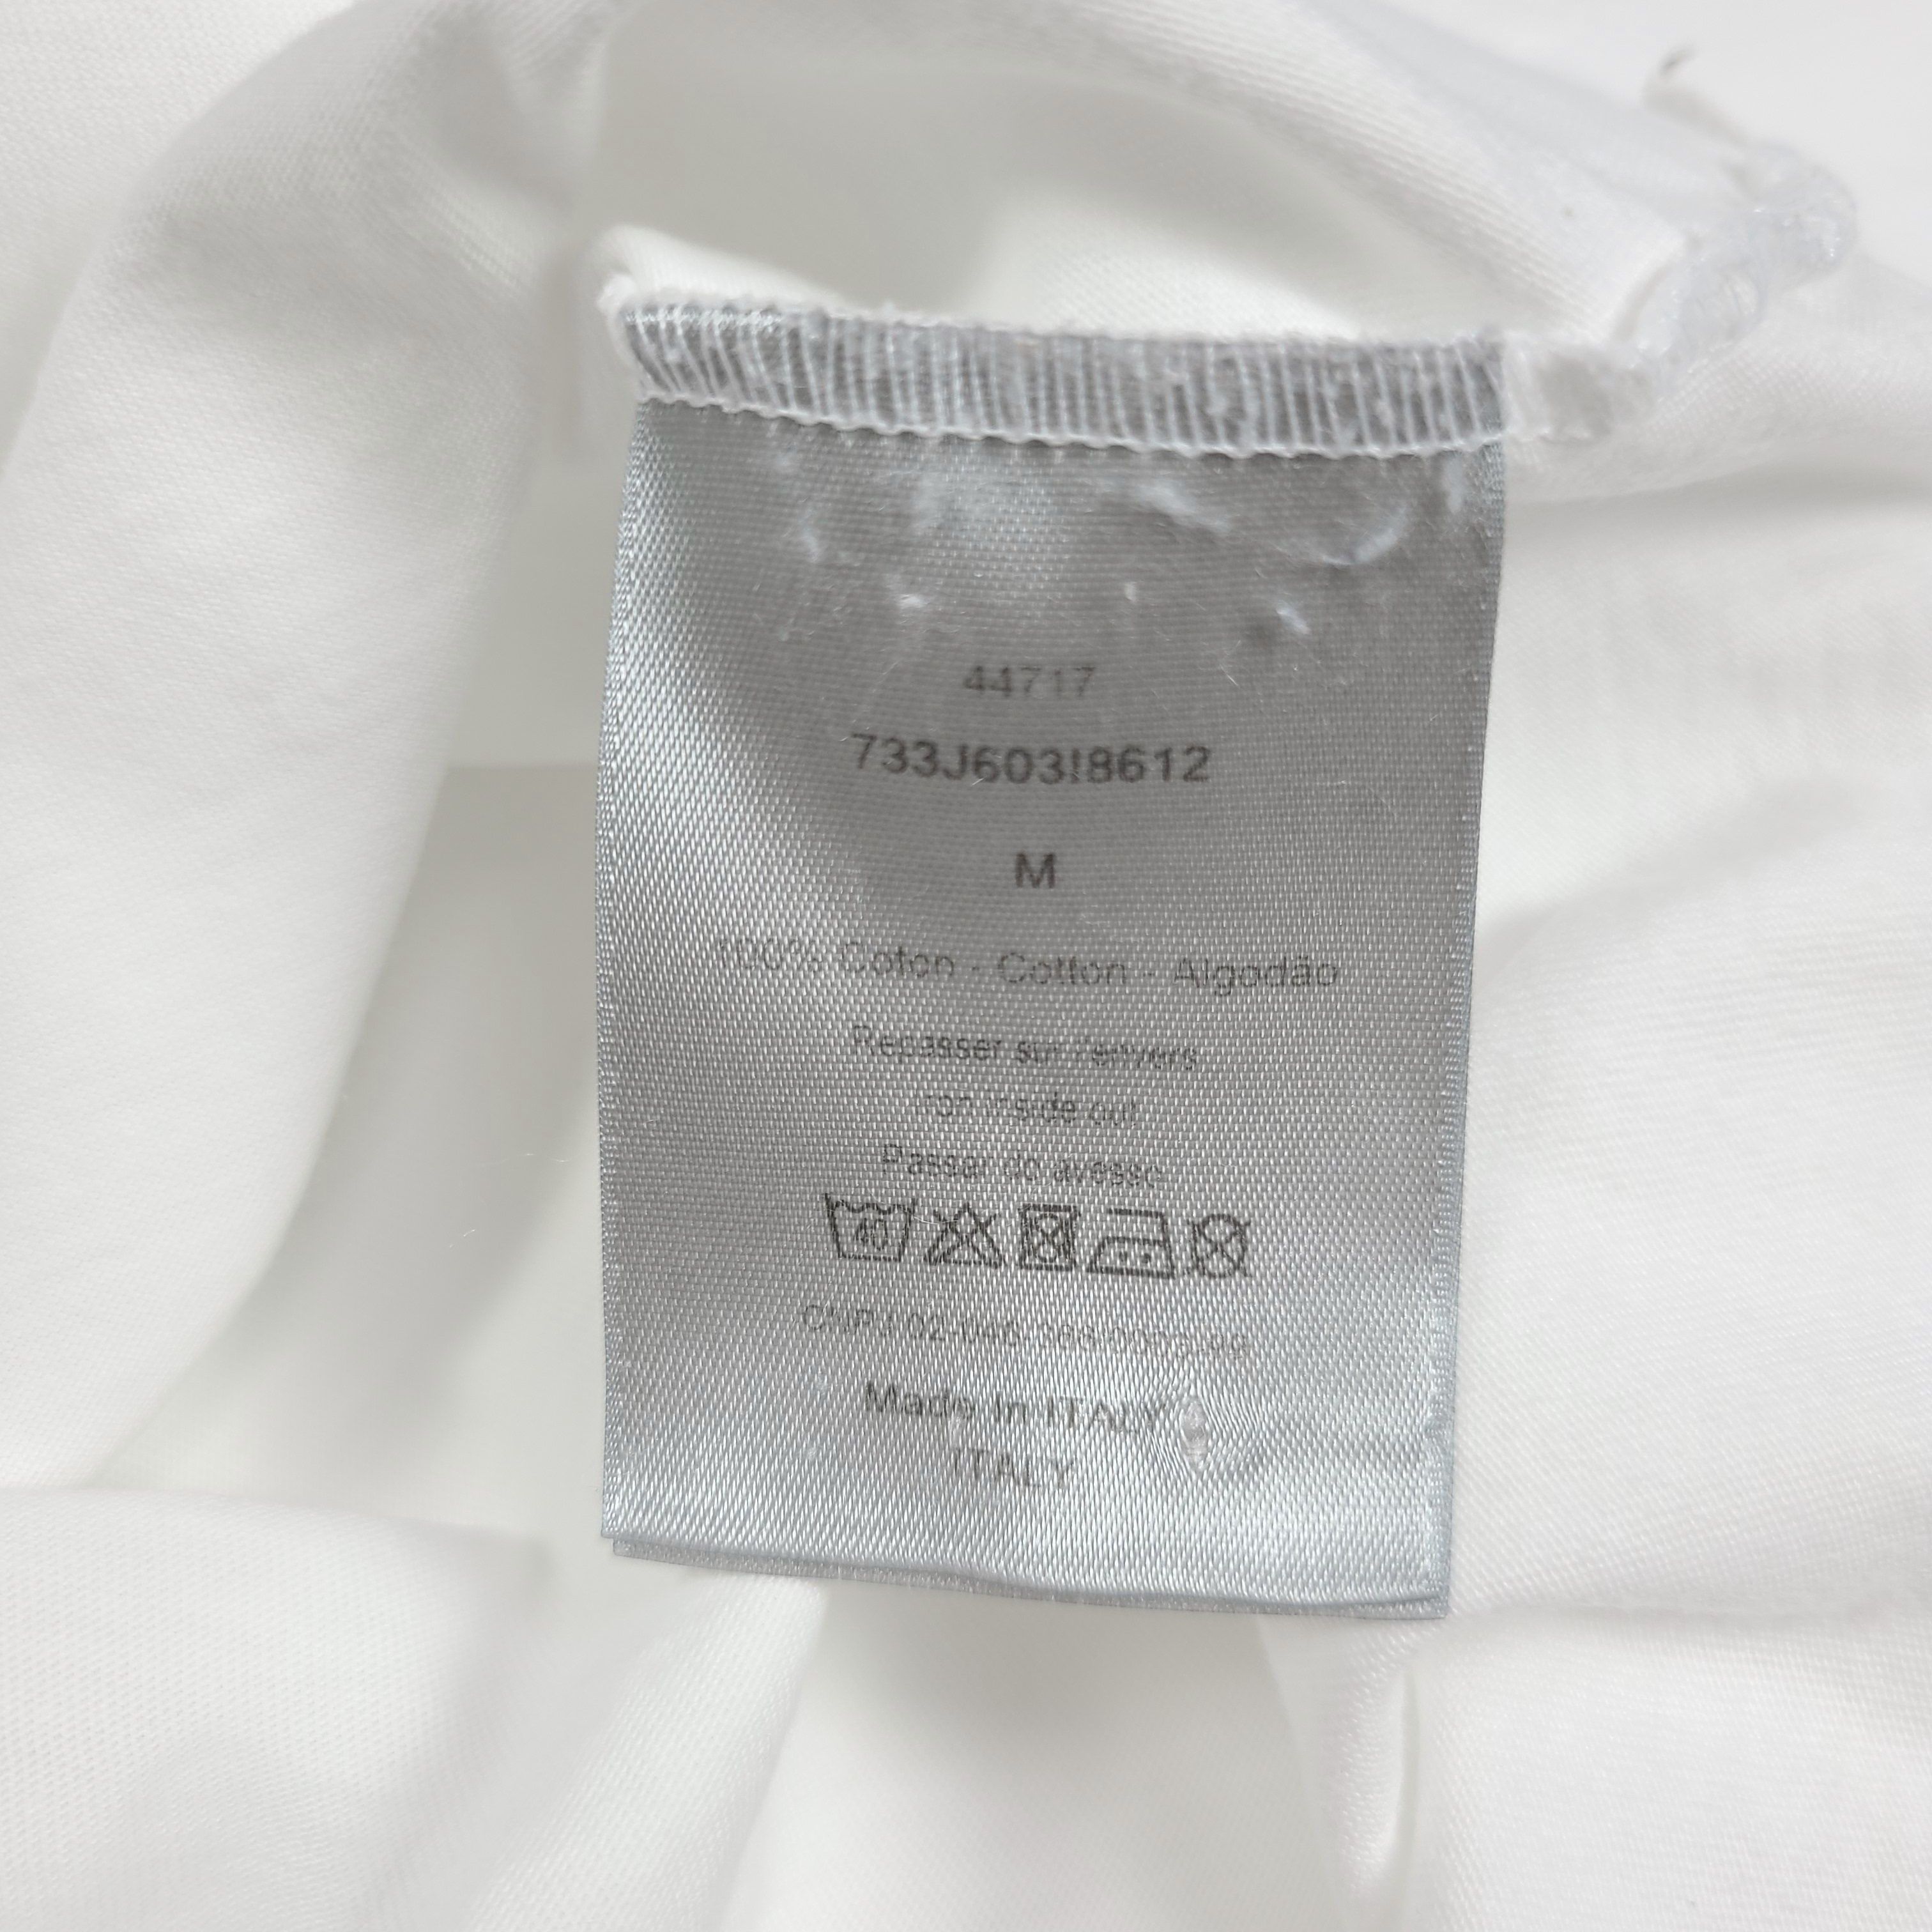 44717
733J603I8612
M
100% Coton - Cotton - Algodão
Repasser sur l'envers
Iron inside out
Passar do avesso
40
Made in ITALY
ITALY